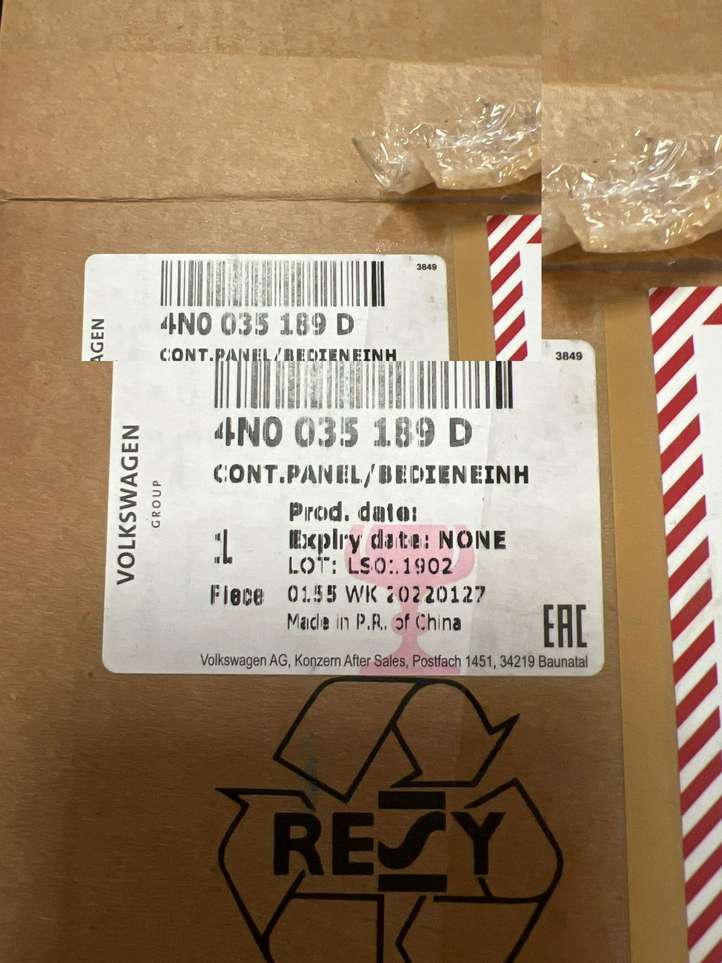 3849
4N0 035 189 D
CONT.PANEL/BEDIENEINH
AGEN
3849
4N0 035 189 D
CONT.PANEL/BEDIENEINH
VOLKSWAGEN
GROUP
Prod. date:
1
Expiry date: NONE
LOT: LSO:.1902
Piece
0155 WK 20220127
Made in P.R. of China
EAC
Volkswagen AG, Konzern After Sales, Postfach 1451, 34219 Baunatal
RESY